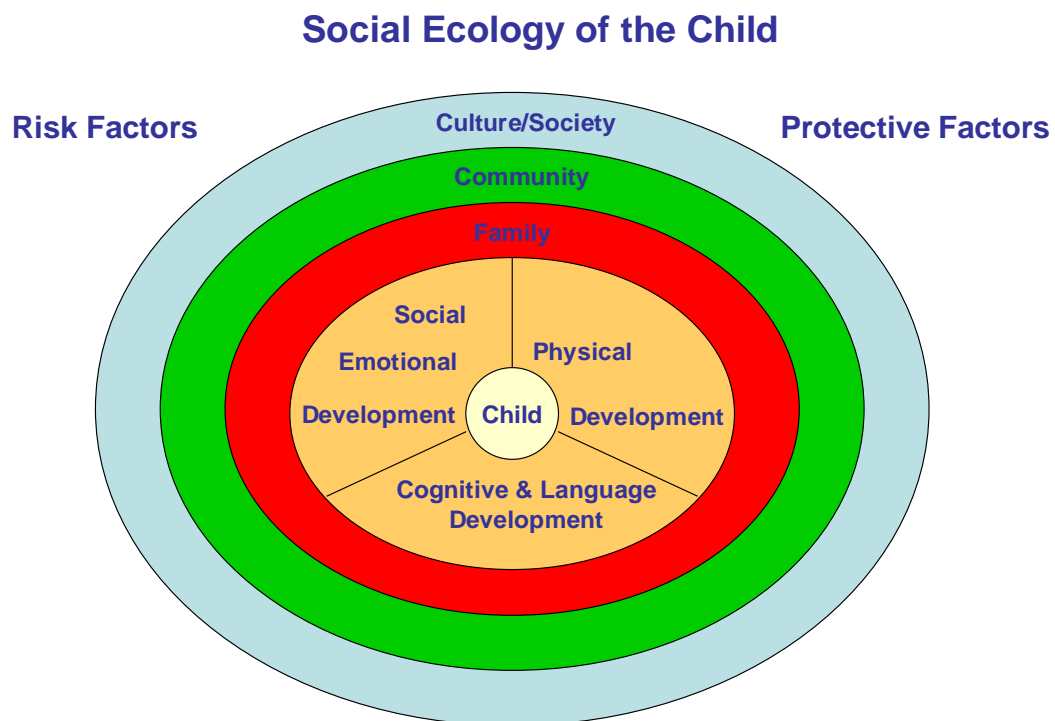 Social Ecology of the Child
Risk Factors
Culture/Society
Protective Factors
Community
Family
Social
Emotional
Development
Physical
Development
Child
Cognitive & Language
Development